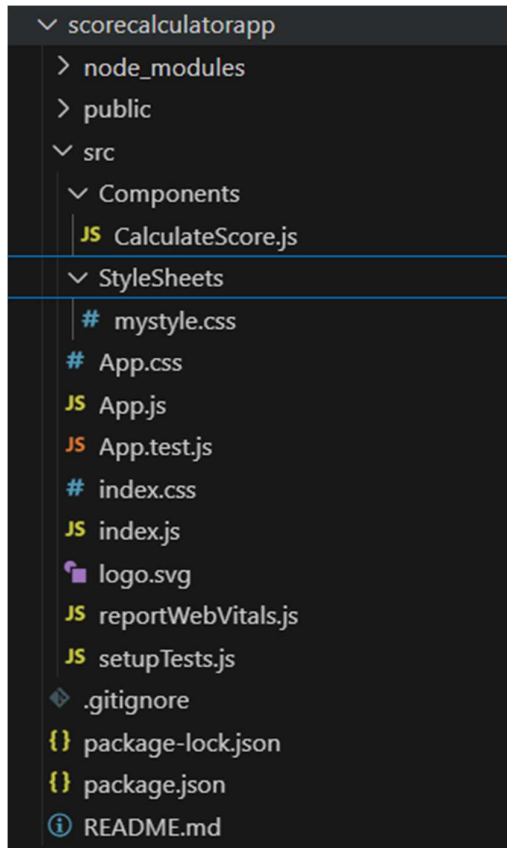 scorecalculatorapp
node_modules
public
src
Components
JS CalculateScore.js
StyleSheets
# mystyle.css
# App.css
JS App.js
JS App.test.js
# index.css
JS index.js
logo.svg
JS reportWebVitals.js
JS setupTests.js
.gitignore
{} package-lock.json
{} package.json
README.md